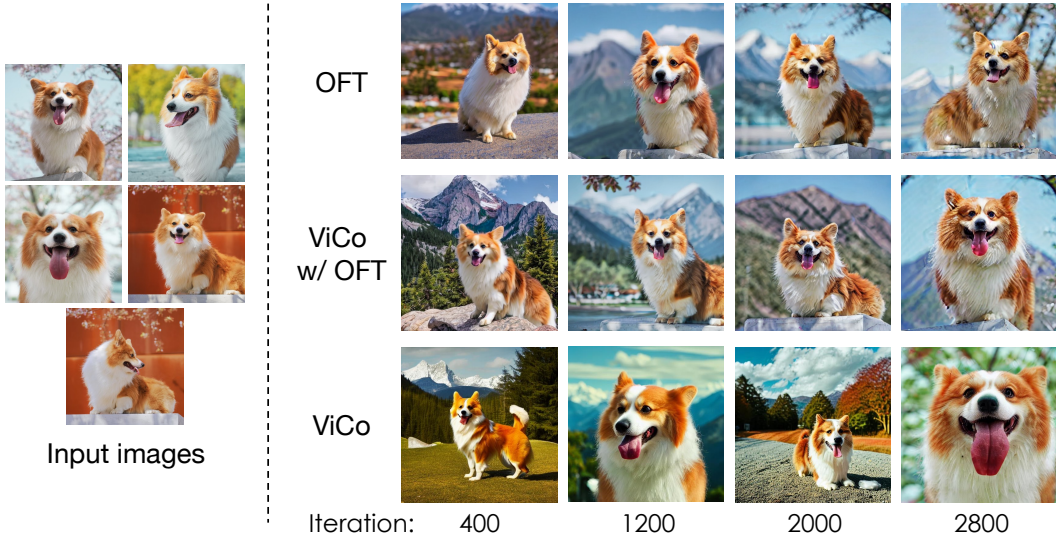 OFT
ViCo
w/ OFT
ViCo
Input images
Iteration: 400 1200 2000 2800